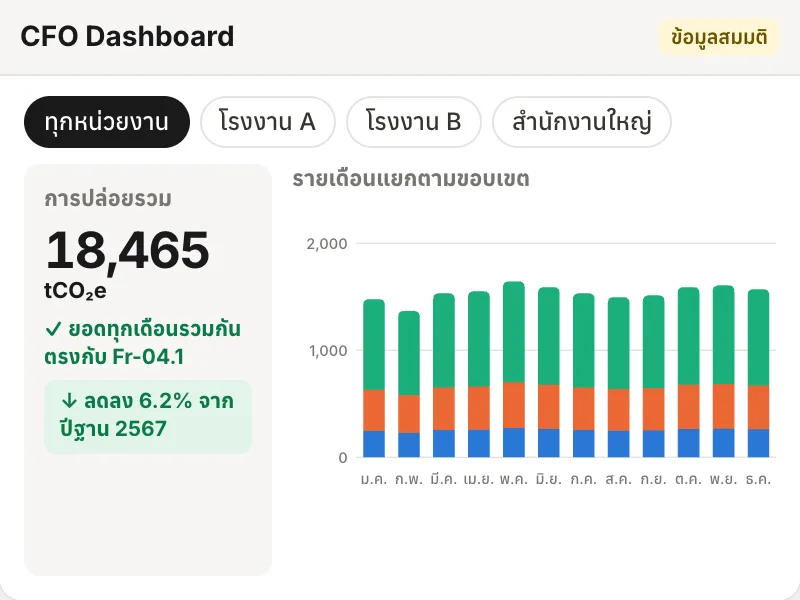 CFO Dashboard
ข้อมูลสมมติ
ทุกหน่วยงาน
โรงงาน A
โรงงาน B
สำนักงานใหญ่
การปล่อยรวม
18,465
tCO₂e
✓ ยอดทุกเดือนรวมกัน
ตรงกับ Fr-04.1
↓ ลดลง 6.2% จาก
ปีฐาน 2567
รายเดือนแยกตามขอบเขต
2,000
1,000
0
ม.ค. ก.พ. มี.ค. เม.ย. พ.ค. มิ.ย. ก.ค. ส.ค. ก.ย. ต.ค. พ.ย. ธ.ค.